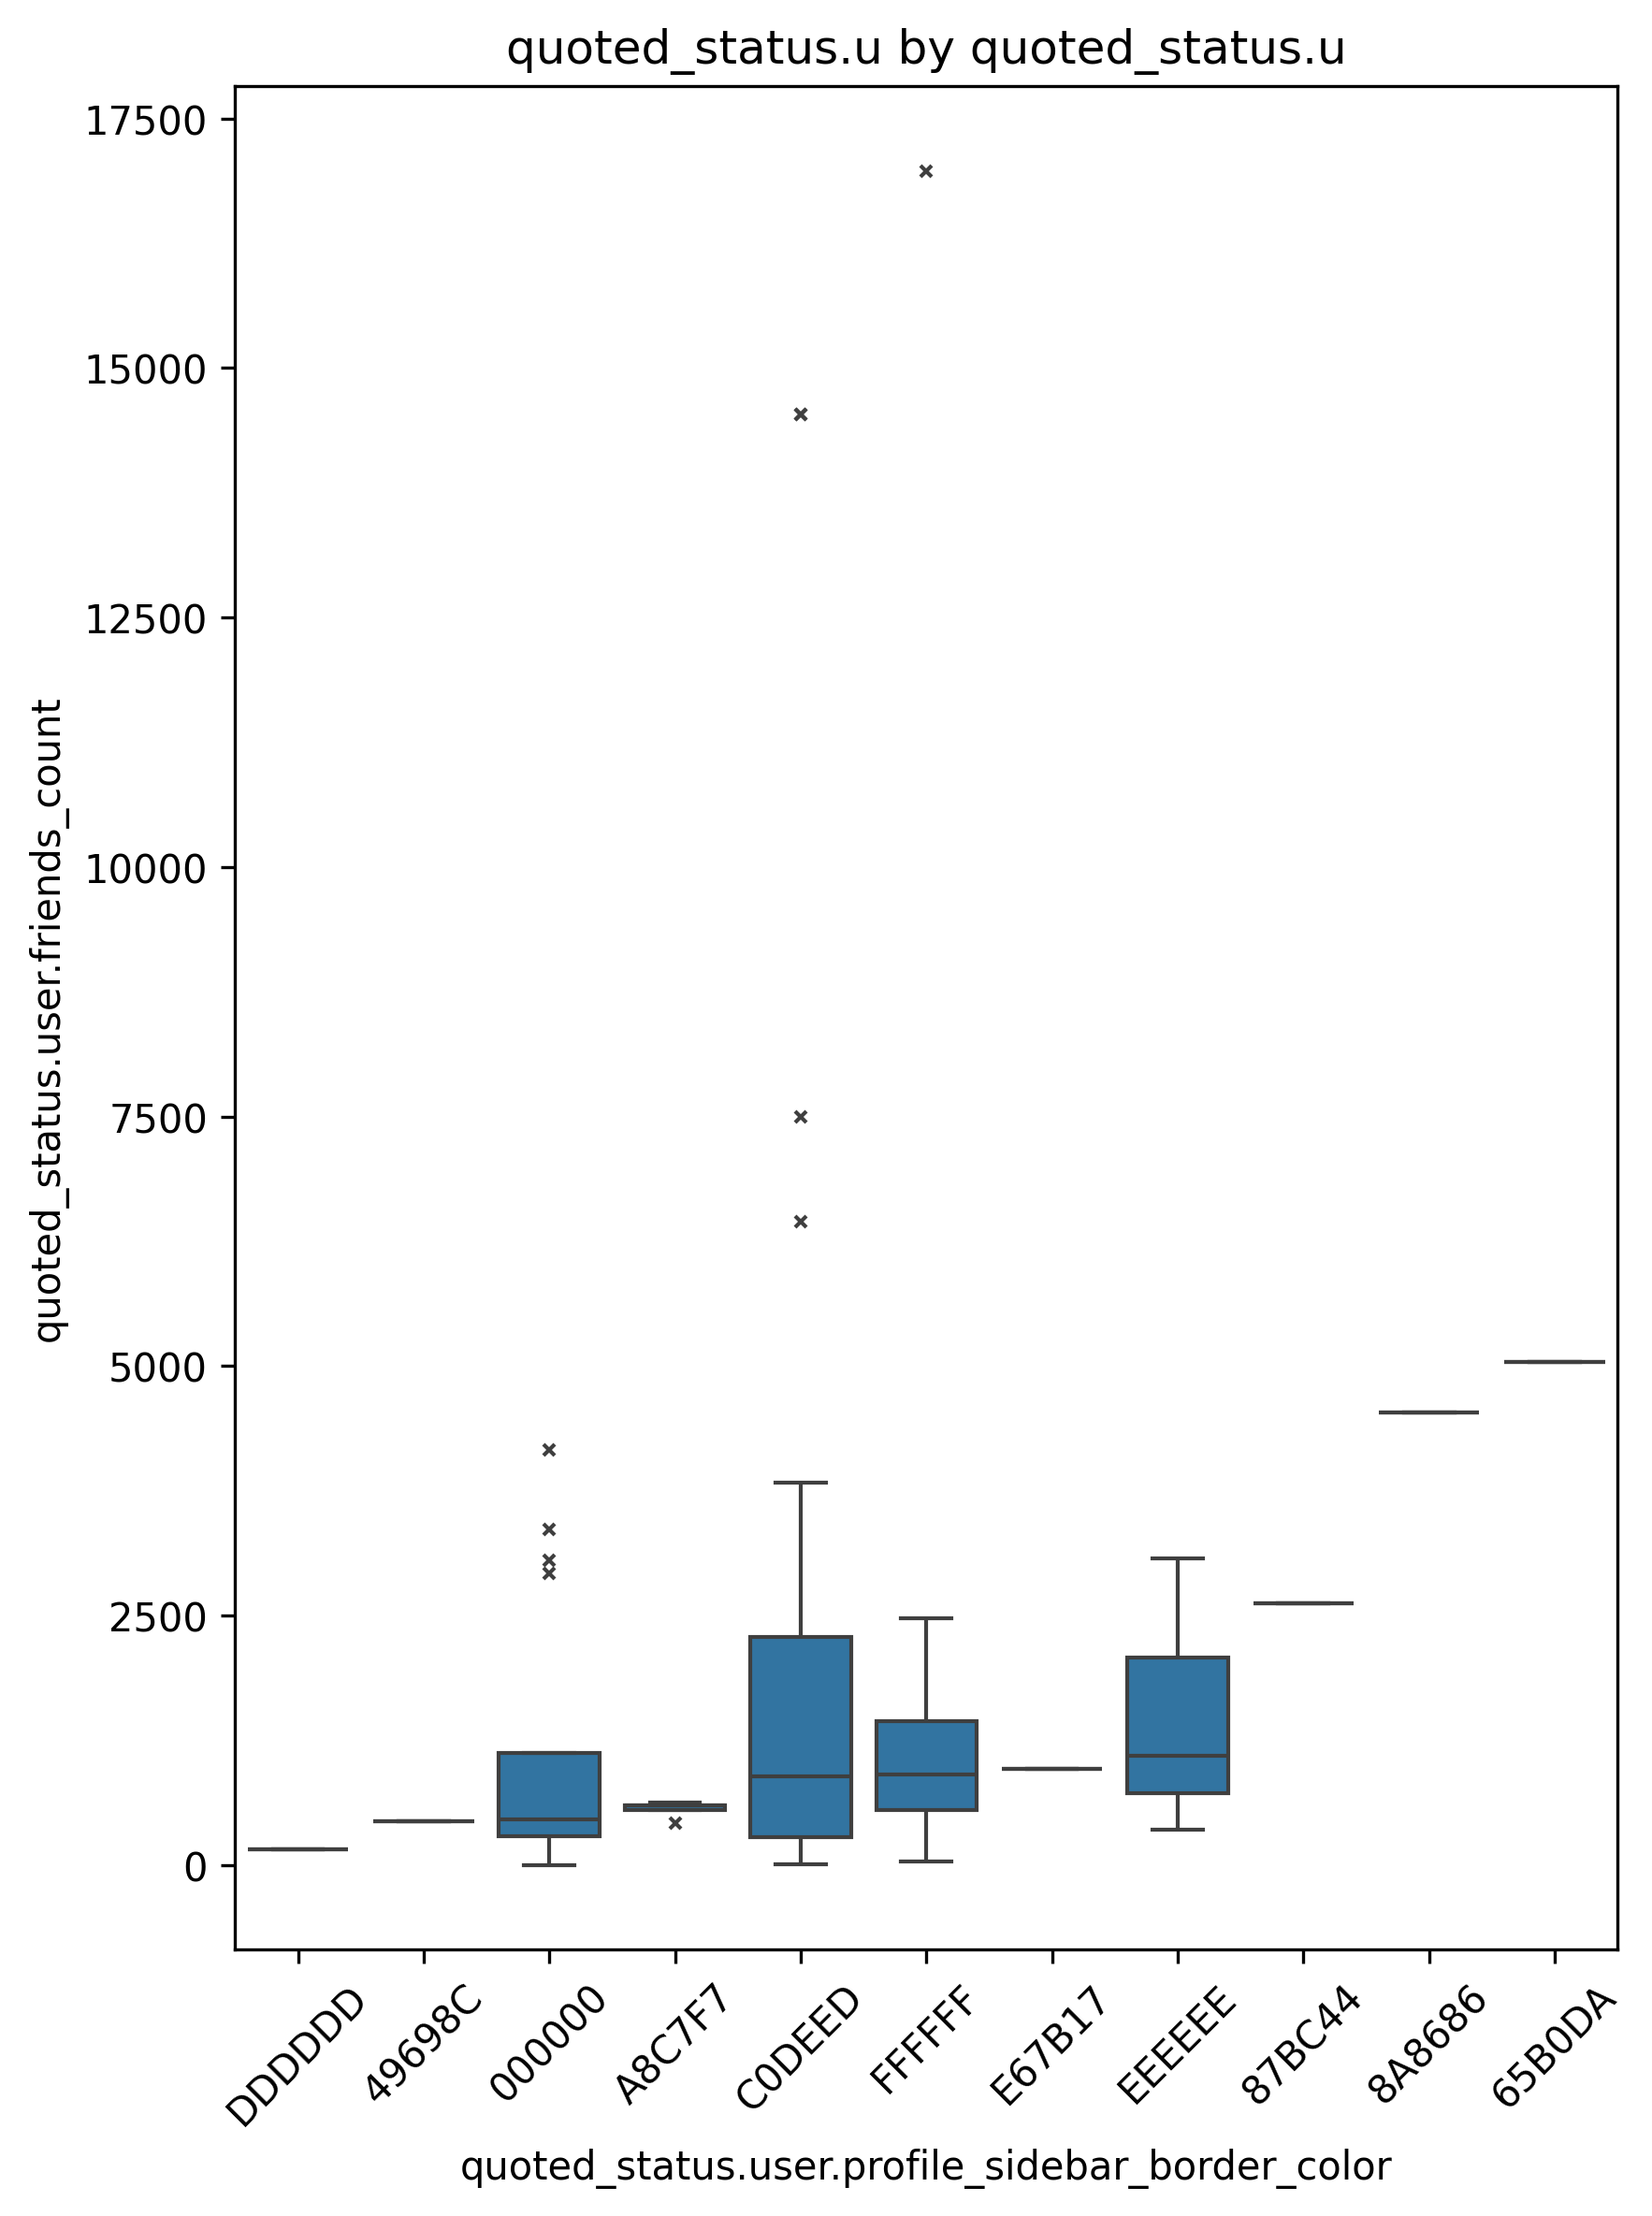 quoted_status.u by quoted_status.u
17500
15000
12500
10000
7500
5000
2500
0
quoted_status.user.friends_count
DDDDDD
49698C
000000
A8C7F7
C0DEED
FFFFFF
E67B17
EEEEEE
87BC44
8A8686
65B0DA
quoted_status.user.profile_sidebar_border_color